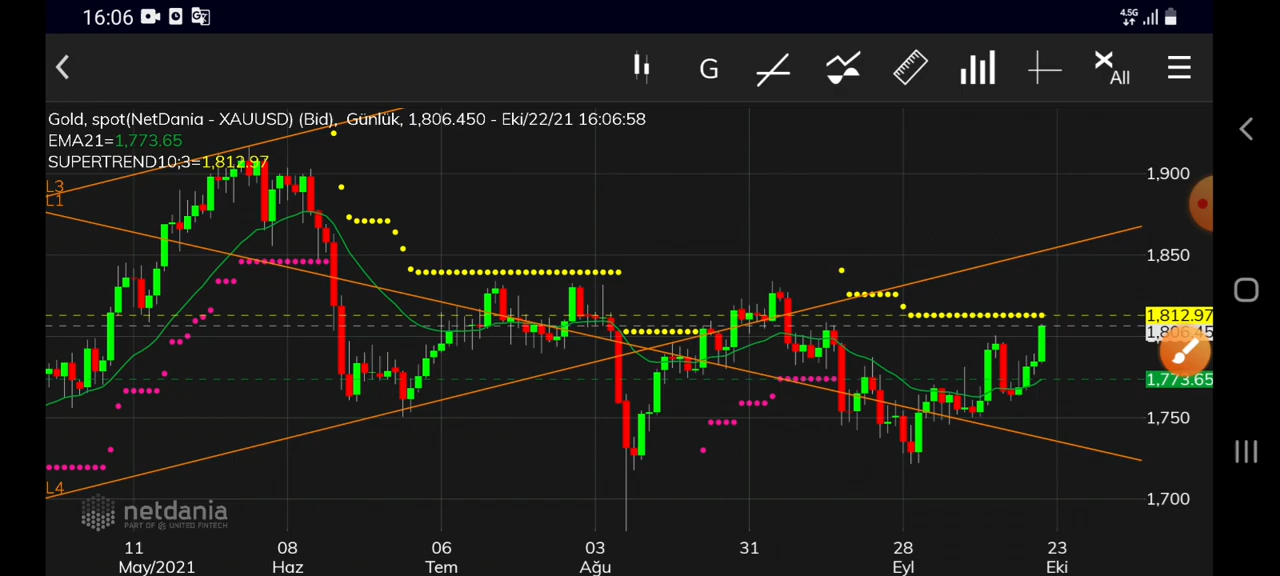 16:06
4.5G
G
All
Gold, spot(NetDania - XAUUSD) (Bid), Günlük, 1,806.450 - Eki/22/21 16:06:58
EMA21=1,773.65
SUPERTREND10;3=1,812.97
L3
L1
L4
1,900
1,850
1,812.97
1,806.45
1,773.65
1,750
1,700
netdania
PART OF UNITED FINTECH
11 08 06 03 31 28 23
May/2021 Haz Tem Ağu Eyl Eki